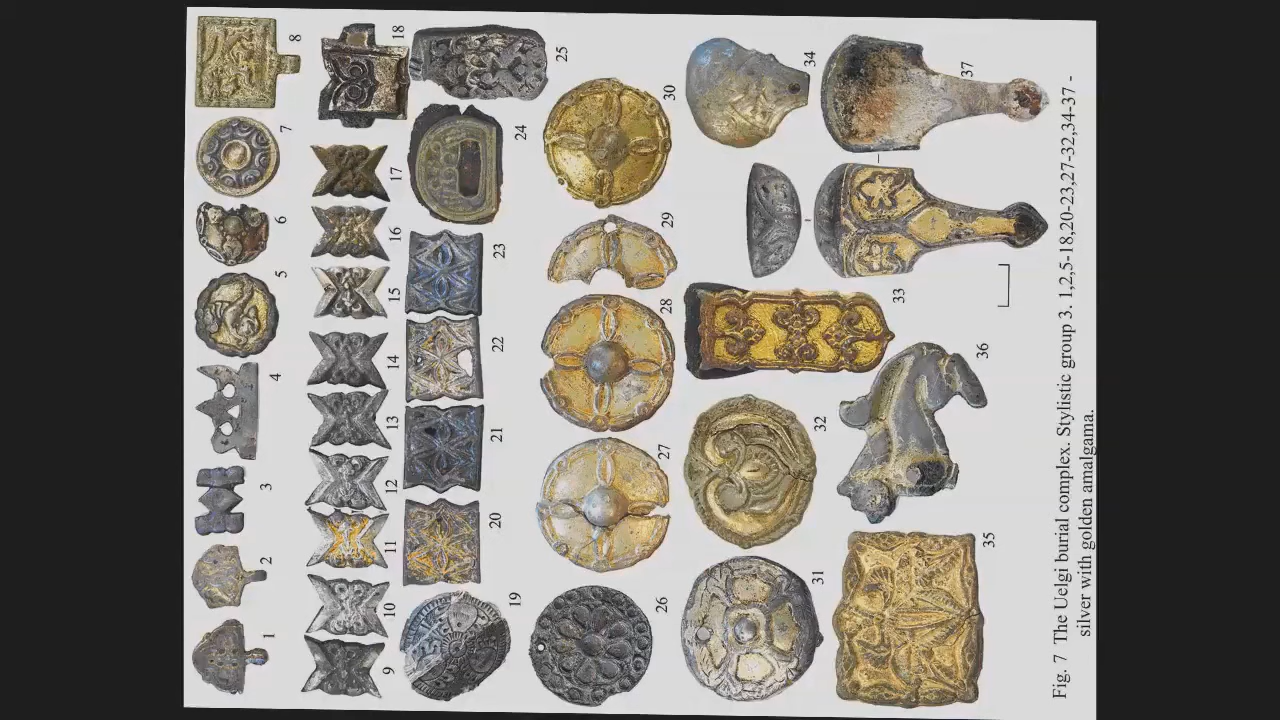 1 2 3 4 5 6 7 8
9 10 11 12 13 14 15 16 17 18
19 20 21 22 23 24 25
26 27 28 29 30
31 32 33 34
35 36 37
Fig. 7 The Uelgi burial complex. Stylistic group 3. 1,2,5-18,20-23,27-32,34-37 -
silver with golden amalgama.